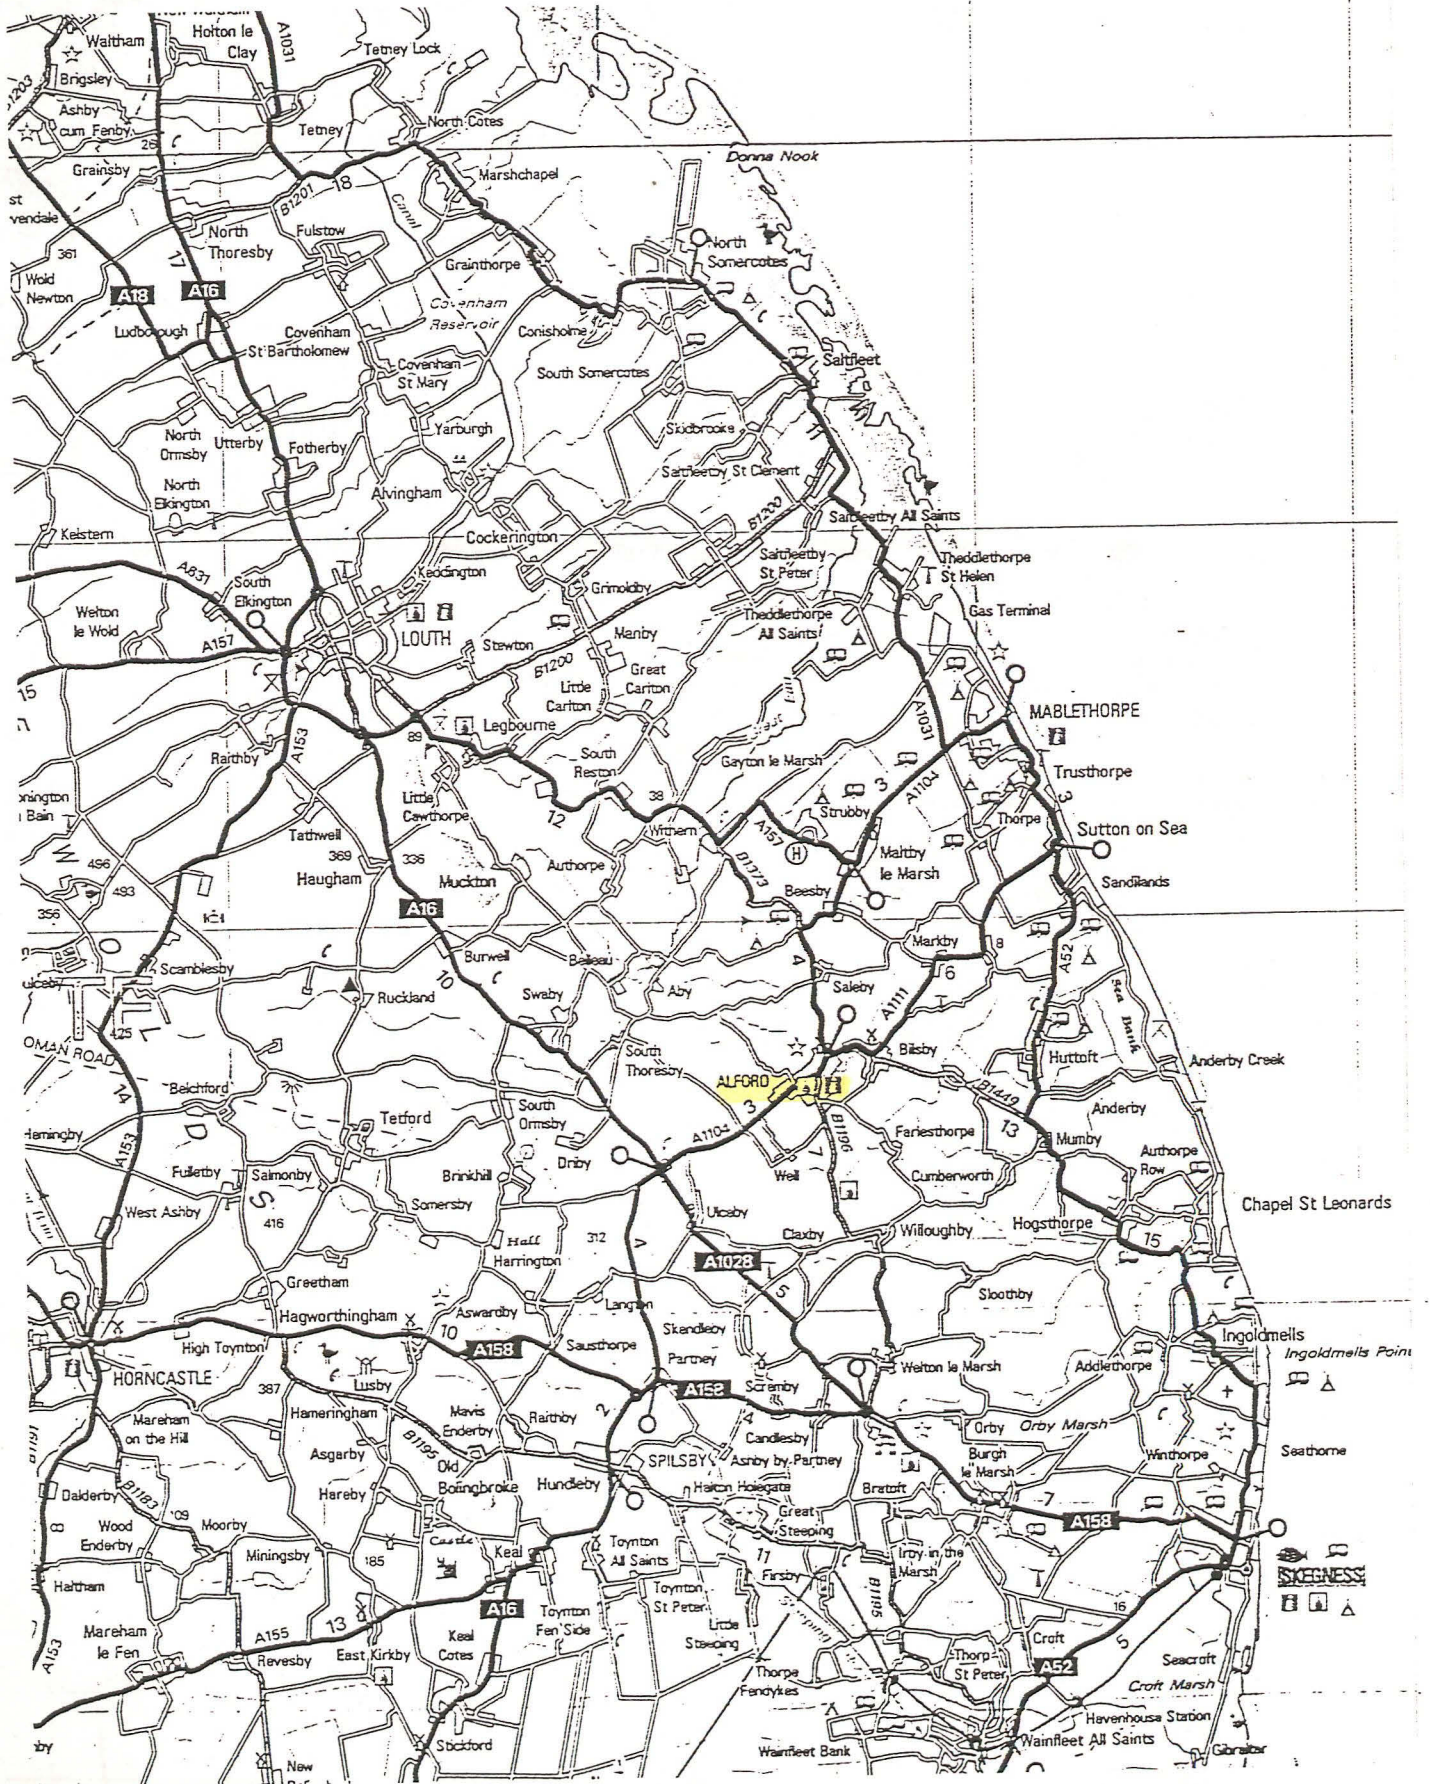 Waltham
Holton le
Clay
A1031
Tetney Lock
Brigsley
Ashby
cum Fenby
Tetney
North Cotes
26
Grainsby
B1201
18
Marshchapel
Donna Nook
361
17
North
Thoresby
Fulstow
Canal
Grainthorpe
North
Somercotes
Wold
Newton
A18
A16
Ludborough
Covenham
St Bartholomew
Covenham
Reservoir
Conisholme
Covenham
St Mary
South Somercotes
Saltfleet
North
Ormsby
Utterby
Fotherby
Yarburgh
Skidbrooke
Saltfleetby St Clement
North
Elkington
Alvingham
B1200
Kelstern
Cockerington
Saltfleetby All Saints
A631
South
Elkington
Keddington
Grimoldby
Saltfleetby
St Peter
Theddlethorpe
St Helen
Welton
le Wold
A157
LOUTH
Stewton
Manby
Theddlethorpe
All Saints
Gas Terminal
15
B1200
Great
Carlton
Little
Carlton
Legbourne
A1031
MABLETHORPE
Raithby
A153
89
South
Reston
Gayton le Marsh
Trusthorpe
Little
Cawthorpe
12
38
Withern
A157
Strubby
3
A1104
Thorpe
3
Sutton on Sea
Tathwell
369
336
Haugham
Muckton
Authorpe
B1373
H
Maltby
le Marsh
Beesby
Sandilands
496
493
356
A16
Burwell
Belleau
Markby
8
A52
Scamblesby
Ruckland
10
Swaby
Aby
4
Saleby
6
A1111
Sea Bank
425
South
Thoresby
ALFORD
Bilsby
Huttoft
Anderby Creek
14
Belchford
Tetford
South
Ormsby
3
A1104
B1196
B1449
13
Anderby
A153
Fulletby
Salmonby
Brinkhill
Driby
Well
7
Farlesthorpe
Mumby
Authorpe
Row
Cumberworth
West Ashby
416
Somersby
Ulceby
Claxby
Willoughby
Hogsthorpe
15
Chapel St Leonards
Hall
Harrington
312
A1028
Greetham
Sloothby
5
Hagworthingham
Aswardby
Langton
Skendleby
High Toynton
10
A158
Sausthorpe
Partney
Ingoldmells
Ingoldmells Point
HORNCASTLE
387
Lusby
A158
Scremby
Welton le Marsh
Addlethorpe
Mareham
on the Hill
Hameringham
Mavis
Enderby
Raithby
2
4
Candlesby
Orby
Orby Marsh
B1191
Asgarby
B1195
Old
Bolingbroke
Hundleby
SPILSBY
Ashby by Partney
Burgh
le Marsh
Winthorpe
Seathorne
Dalderby
B1183
Hareby
Halton Holegate
Bratoft
7
A158
Wood
Enderby
Moorby
Great
Steeping
Miningsby
185
Castle
Keal
Toynton
All Saints
11
Firsby
Irby in the
Marsh
SKEGNESS
Haltham
A16
Toynton
St Peter
B1195
16
Mareham
le Fen
A155
13
Revesby
East Kirkby
Keal
Cotes
Toynton
Fen Side
Little
Steeping
Croft
5
A153
Thorpe
Fendykes
Thorp
St Peter
A52
Seacroft
Croft Marsh
Havenhouse Station
Stickford
Wainfleet Bank
Wainfleet All Saints
Gibraltar
New